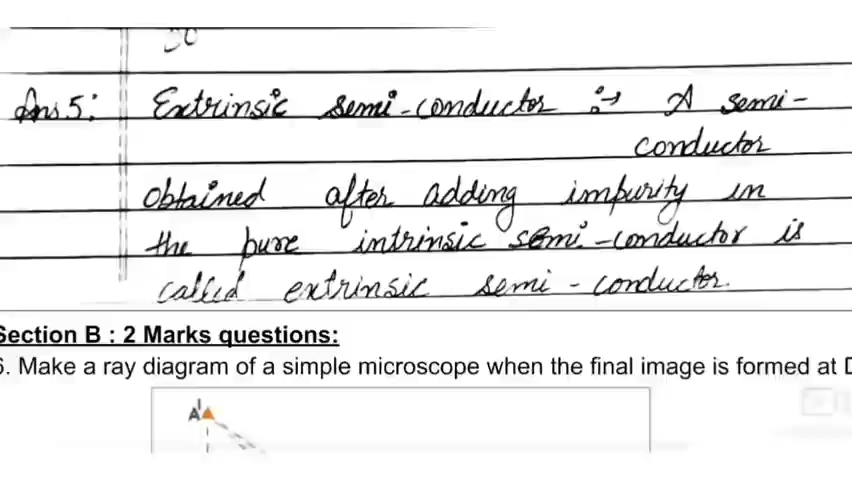 30
Ans 5: Extrinsic semi-conductor :→ A semi-
conductor
obtained after adding impurity in
the pure intrinsic semi-conductor is
called extrinsic semi-conductor.
Section B : 2 Marks questions:
6. Make a ray diagram of a simple microscope when the final image is formed at D
A'